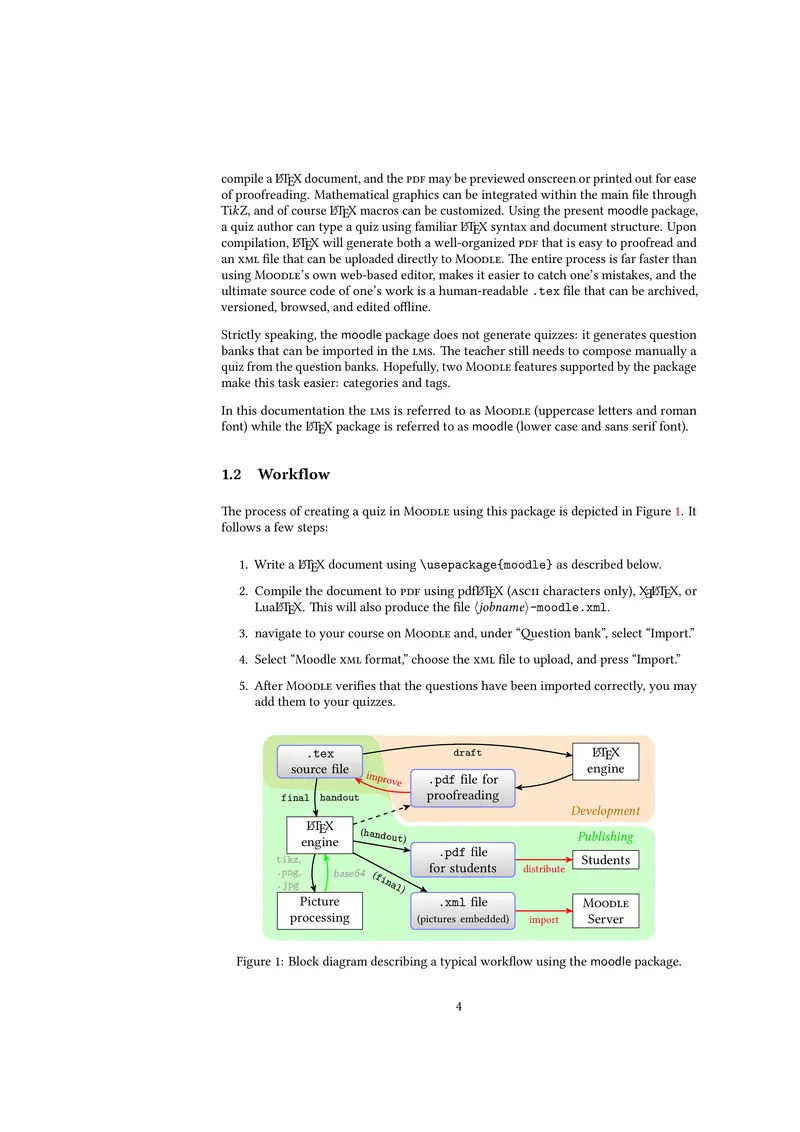 compile a LATEX document, and the PDF may be previewed onscreen or printed out for ease
of proofreading. Mathematical graphics can be integrated within the main file through
TikZ, and of course LATEX macros can be customized. Using the present moodle package,
a quiz author can type a quiz using familiar LATEX syntax and document structure. Upon
compilation, LATEX will generate both a well-organized PDF that is easy to proofread and
an XML file that can be uploaded directly to MOODLE. The entire process is far faster than
using MOODLE's own web-based editor, makes it easier to catch one's mistakes, and the
ultimate source code of one's work is a human-readable .tex file that can be archived,
versioned, browsed, and edited offline.
Strictly speaking, the moodle package does not generate quizzes: it generates question
banks that can be imported in the LMS. The teacher still needs to compose manually a
quiz from the question banks. Hopefully, two MOODLE features supported by the package
make this task easier: categories and tags.
In this documentation the LMS is referred to as MOODLE (uppercase letters and roman
font) while the LATEX package is referred to as moodle (lower case and sans serif font).
1.2 Workflow
The process of creating a quiz in MOODLE using this package is depicted in Figure 1. It
follows a few steps:
1. Write a LATEX document using \usepackage{moodle} as described below.
2. Compile the document to PDF using pdfLATEX (ASCII characters only), XƎLATEX, or
LuaLATEX. This will also produce the file ⟨jobname⟩-moodle.xml.
3. navigate to your course on MOODLE and, under “Question bank”, select “Import.”
4. Select “Moodle XML format,” choose the XML file to upload, and press “Import.”
5. After MOODLE verifies that the questions have been imported correctly, you may
add them to your quizzes.
.tex
source file
draft
LATEX
engine
improve
.pdf file for
proofreading
final handout
Development
LATEX
engine
(handout)
Publishing
.pdf file
for students
distribute
Students
tikz,
.png,
.jpg
base64
(final)
Picture
processing
.xml file
(pictures embedded)
import
MOODLE
Server
Figure 1: Block diagram describing a typical workflow using the moodle package.
4